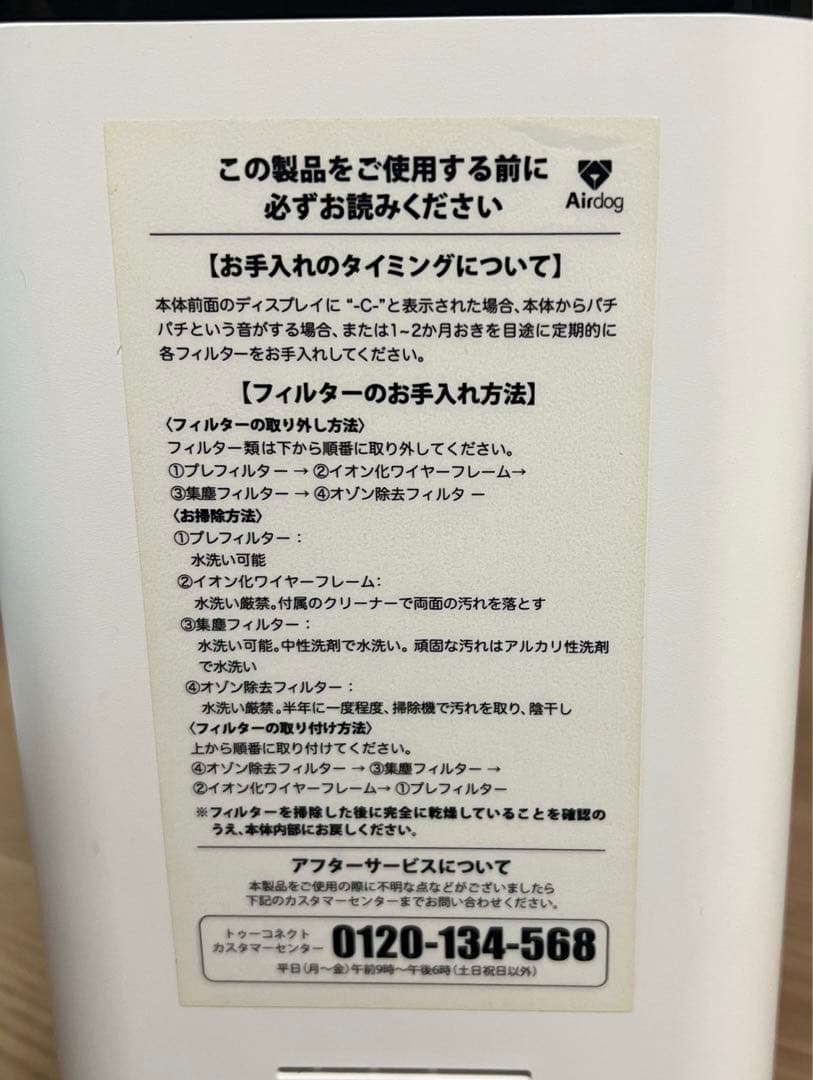 この製品をご使用する前に
必ずお読みください
Airdog
【お手入れのタイミングについて】
本体前面のディスプレイに “-C-”と表示された場合、本体からパチ
パチという音がする場合、または1~2か月おきを目途に定期的に
各フィルターをお手入れしてください。
【フィルターのお手入れ方法】
〈フィルターの取り外し方法〉
フィルター類は下から順番に取り外してください。
①プレフィルター → ②イオン化ワイヤーフレーム→
③集塵フィルター → ④オゾン除去フィルタ ー
〈お掃除方法〉
①プレフィルター：
水洗い可能
②イオン化ワイヤーフレーム：
水洗い厳禁。付属のクリーナーで両面の汚れを落とす
③集塵フィルター：
水洗い可能。中性洗剤で水洗い。頑固な汚れはアルカリ性洗剤
で水洗い
④オゾン除去フィルター：
水洗い厳禁。半年に一度程度、掃除機で汚れを取り、陰干し
〈フィルターの取り付け方法〉
上から順番に取り付けてください。
④オゾン除去フィルター → ③集塵フィルター →
②イオン化ワイヤーフレーム→ ①プレフィルター
※フィルターを掃除した後に完全に乾燥していることを確認の
うえ、本体内部にお戻しください。
アフターサービスについて
本製品をご使用の際に不明な点などがございましたら
下記のカスタマーセンターまでお問い合わせください。
トゥーコネクト
カスタマーセンター 0120-134-568
平日（月〜金）午前9時〜午後6時（土日祝日以外）